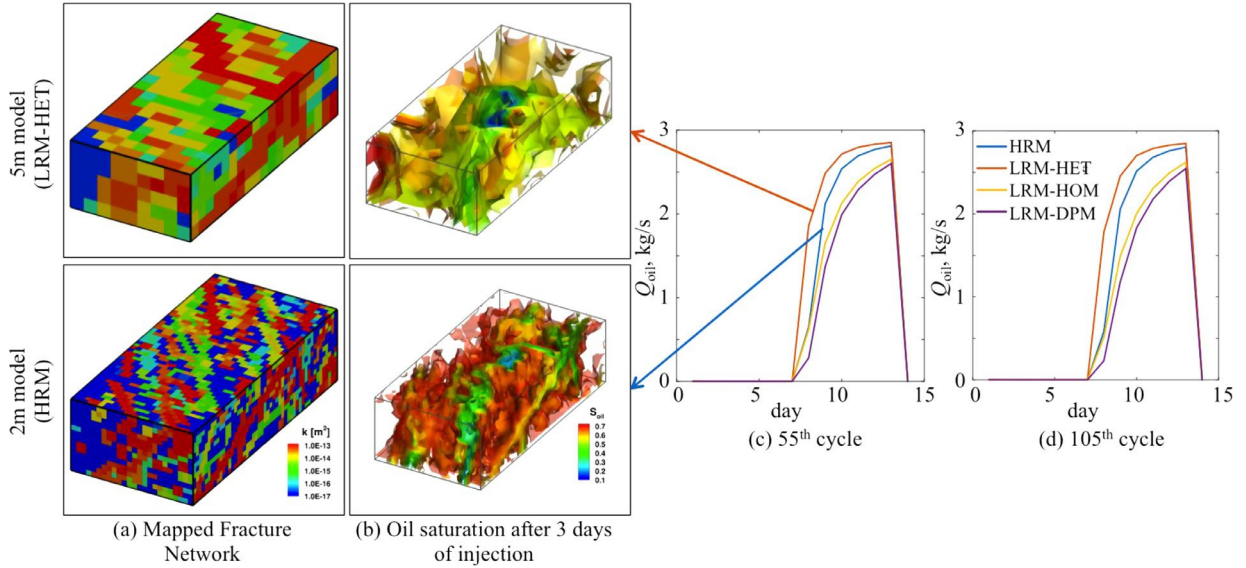 5m model
(LRM-HET)
2m model
(HRM)
k [m²]
1.0E-13
1.0E-14
1.0E-15
1.0E-16
1.0E-17
S_oil
0.7
0.6
0.5
0.4
0.3
0.2
0.1
(a) Mapped Fracture
Network
(b) Oil saturation after 3 days
of injection
Q_oil, kg/s
3
2
1
0
0 5 10 15
day
(c) 55th cycle
Q_oil, kg/s
3
2
1
0
0 5 10 15
HRM
LRM-HET
LRM-HOM
LRM-DPM
day
(d) 105th cycle